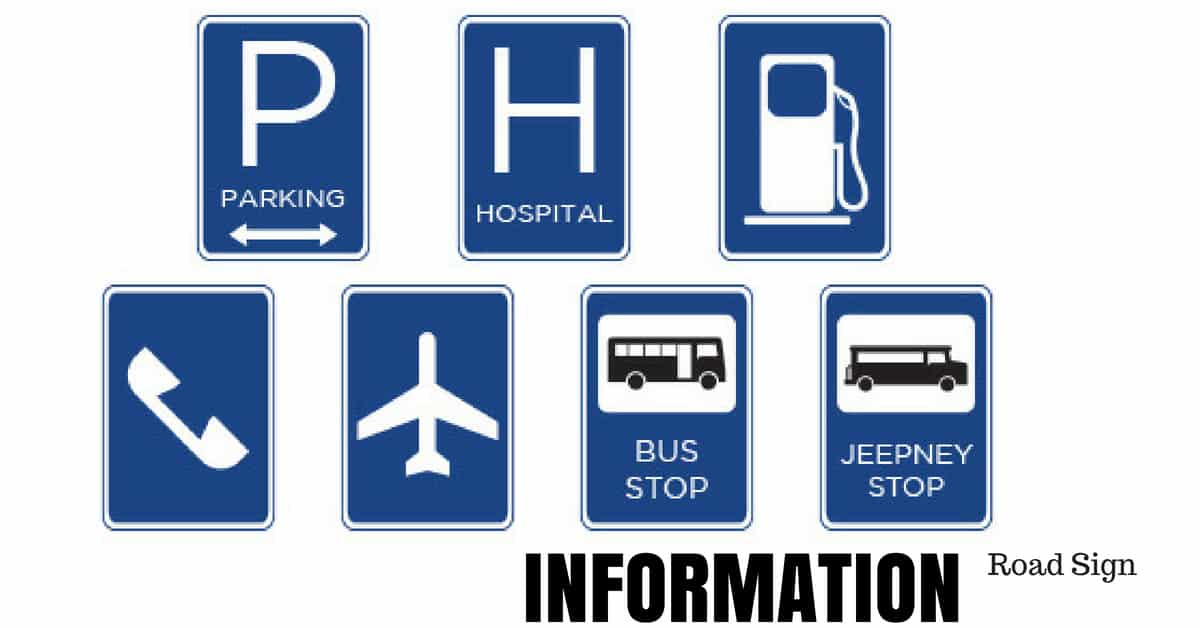 P
PARKING
H
HOSPITAL
BUS
STOP
JEEPNEY
STOP
INFORMATION
Road Sign